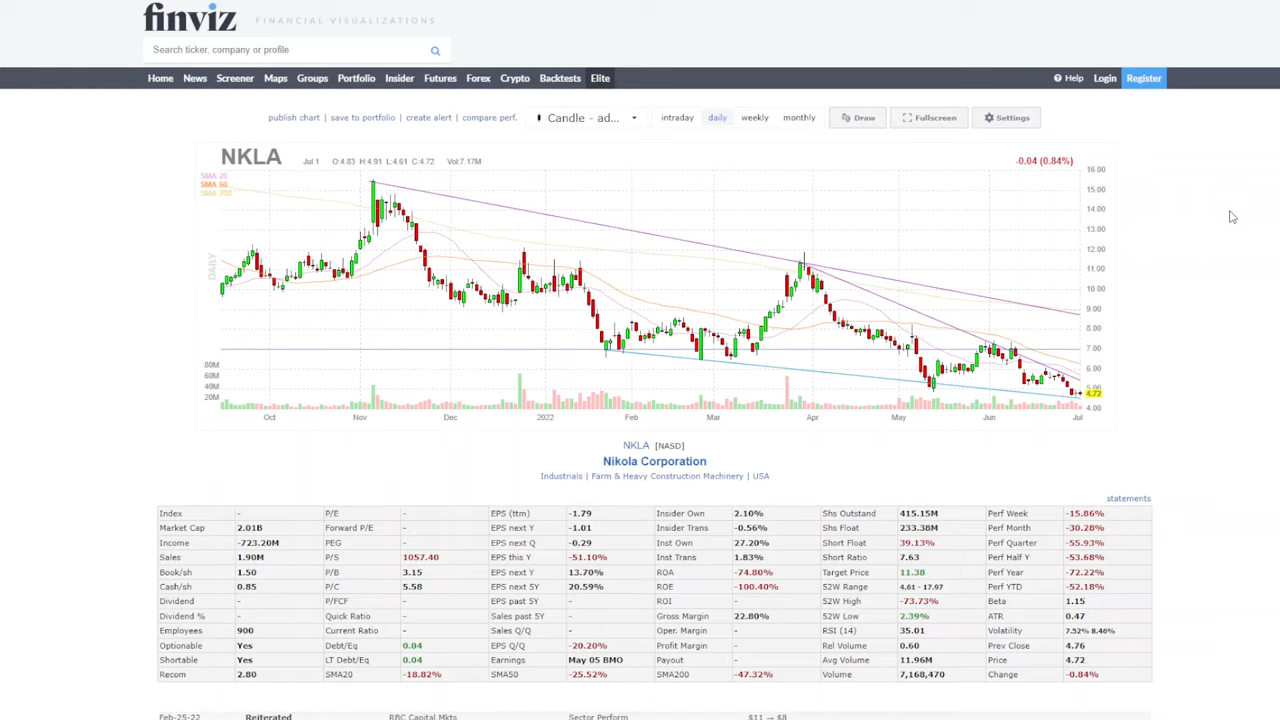 finviz FINANCIAL VISUALIZATIONS
Search ticker, company or profile
Home News Screener Maps Groups Portfolio Insider Futures Forex Crypto Backtests Elite Help Login Register
publish chart | save to portfolio | create alert | compare perf. Candle - ad... intraday daily weekly monthly Draw Fullscreen Settings
NKLA Jul 1 O:4.83 H:4.91 L:4.61 C:4.72 Vol:7.17M -0.04 (0.84%)
SMA 20
SMA 50
SMA 200
DAILY
16.00
15.00
14.00
13.00
12.00
11.00
10.00
9.00
8.00
7.00
6.00
5.00
4.72
4.00
80M
60M
40M
20M
Oct Nov Dec 2022 Feb Mar Apr May Jun Jul
NKLA [NASD]
Nikola Corporation
Industrials | Farm & Heavy Construction Machinery | USA
statements
Index - P/E - EPS (ttm) -1.79 Insider Own 2.10% Shs Outstand 415.15M Perf Week -15.86%
Market Cap 2.01B Forward P/E - EPS next Y -1.01 Insider Trans -0.56% Shs Float 233.38M Perf Month -30.28%
Income -723.20M PEG - EPS next Q -0.29 Inst Own 27.20% Short Float 39.13% Perf Quarter -55.93%
Sales 1.90M P/S 1057.40 EPS this Y -51.10% Inst Trans 1.83% Short Ratio 7.63 Perf Half Y -53.68%
Book/sh 1.50 P/B 3.15 EPS next Y 13.70% ROA -74.80% Target Price 11.38 Perf Year -72.22%
Cash/sh 0.85 P/C 5.58 EPS next 5Y 20.59% ROE -100.40% 52W Range 4.61 - 17.97 Perf YTD -52.18%
Dividend - P/FCF - EPS past 5Y - ROI - 52W High -73.73% Beta 1.15
Dividend % - Quick Ratio - Sales past 5Y - Gross Margin 22.80% 52W Low 2.39% ATR 0.47
Employees 900 Current Ratio - Sales Q/Q - Oper. Margin - RSI (14) 35.01 Volatility 7.52% 8.46%
Optionable Yes Debt/Eq 0.04 EPS Q/Q -20.20% Profit Margin - Rel Volume 0.60 Prev Close 4.76
Shortable Yes LT Debt/Eq 0.04 Earnings May 05 BMO Payout - Avg Volume 11.96M Price 4.72
Recom 2.80 SMA20 -18.82% SMA50 -25.52% SMA200 -47.32% Volume 7,168,470 Change -0.84%
Feb-25-22 Reiterated RBC Capital Mkts Sector Perform $11 → $8